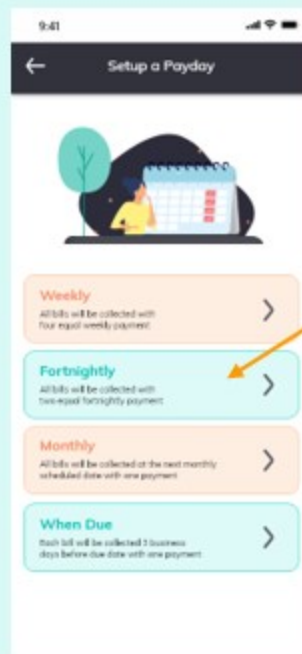 9:41
Setup a Payday
Weekly
All bills will be collected with
four equal weekly payment
Fortnightly
All bills will be collected with
two equal fortnightly payment
Monthly
All bills will be collected at the next monthly
scheduled date with one payment
When Due
Each bill will be collected 3 business
days before due date with one payment